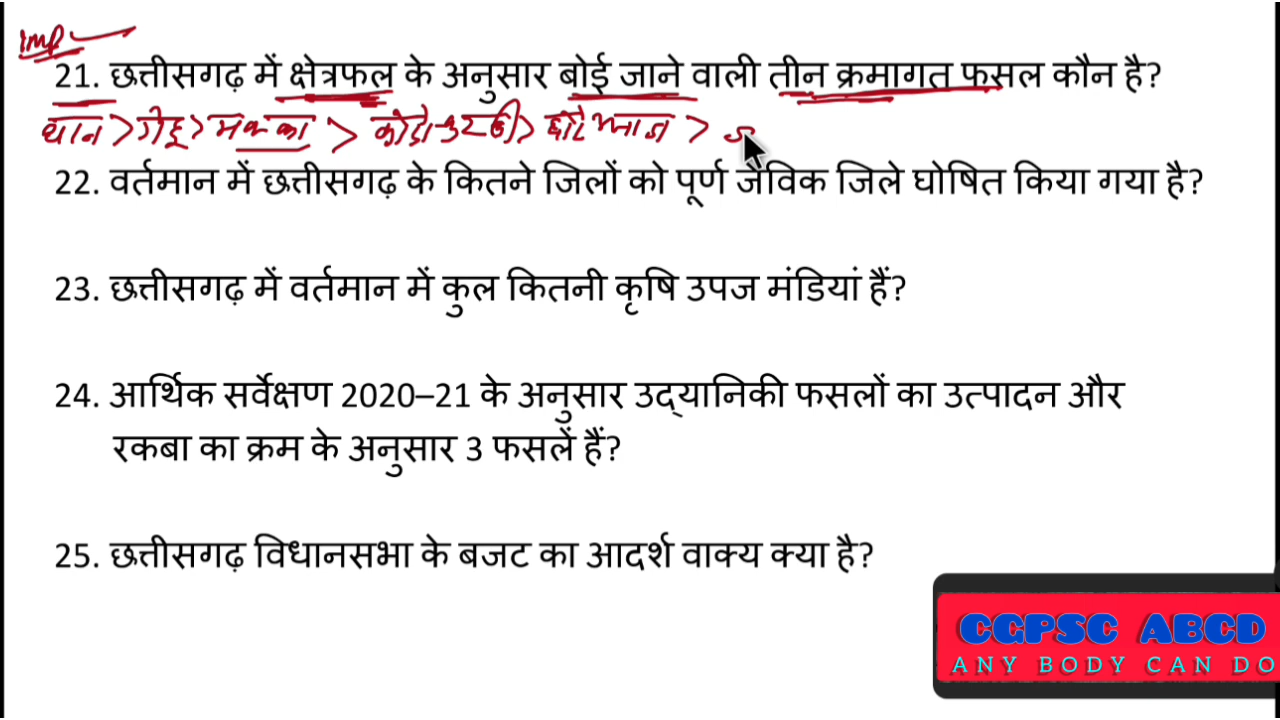 imp
21. छत्तीसगढ़ में क्षेत्रफल के अनुसार बोई जाने वाली तीन क्रमागत फसल कौन है?
धान > गेहू > मक्का > कोदो-कुटकी > छोटे अनाज >
22. वर्तमान में छत्तीसगढ़ के कितने जिलों को पूर्ण जैविक जिले घोषित किया गया है?
23. छत्तीसगढ़ में वर्तमान में कुल कितनी कृषि उपज मंडियां हैं?
24. आर्थिक सर्वेक्षण 2020–21 के अनुसार उद्यानिकी फसलों का उत्पादन और
रकबा का क्रम के अनुसार 3 फसलें हैं?
25. छत्तीसगढ़ विधानसभा के बजट का आदर्श वाक्य क्या है?
CGPSC ABCD
ANY BODY CAN DO